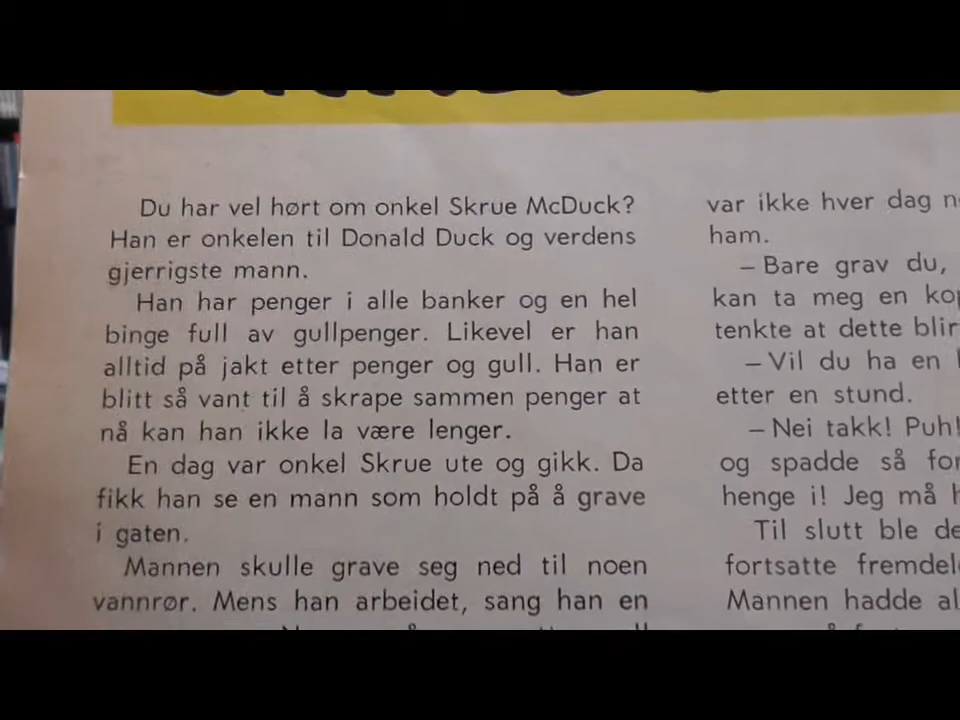 Du har vel hørt om onkel Skrue McDuck?
Han er onkelen til Donald Duck og verdens
gjerrigste mann.
Han har penger i alle banker og en hel
binge full av gullpenger. Likevel er han
alltid på jakt etter penger og gull. Han er
blitt så vant til å skrape sammen penger at
nå kan han ikke la være lenger.
En dag var onkel Skrue ute og gikk. Da
fikk han se en mann som holdt på å grave
i gaten.
Mannen skulle grave seg ned til noen
vannrør. Mens han arbeidet, sang han en
var ikke hver dag
ham.
– Bare grav du,
kan ta meg en
tenkte at dette
– Vil du ha en
etter en stund.
– Nei takk! Puh!
og spadde så
henge i! Jeg må
Til slutt ble
fortsatte
Mannen hadde